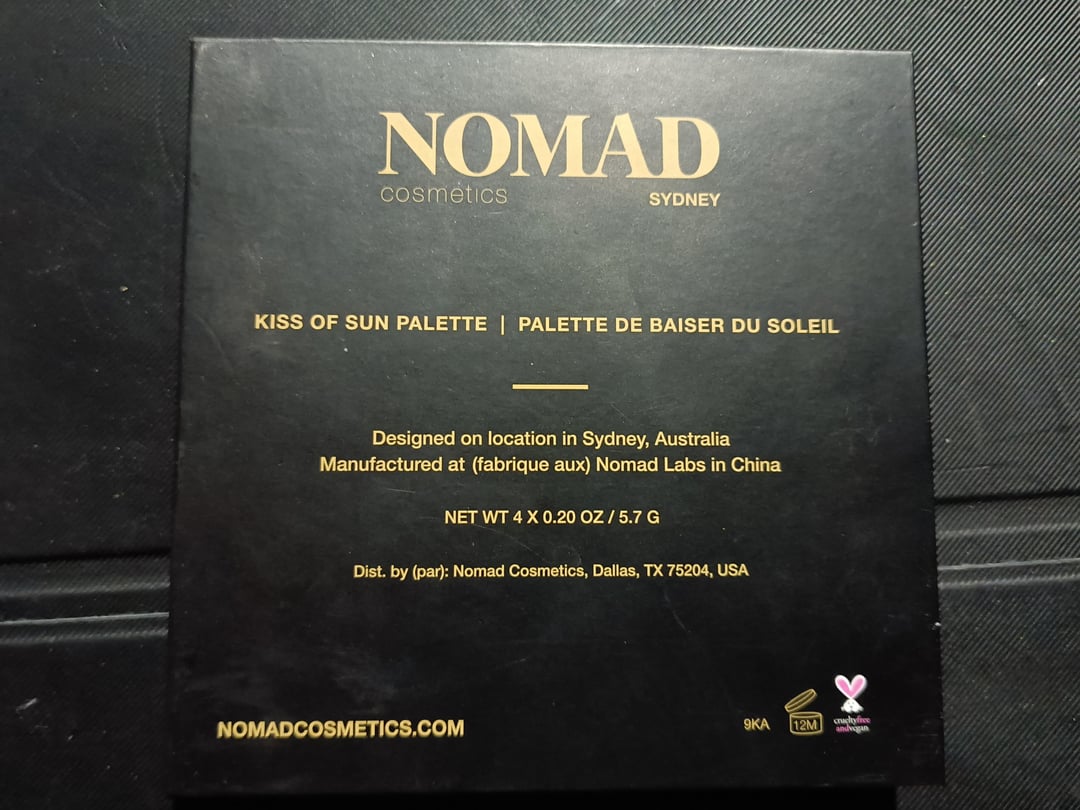 NOMAD
cosmetics SYDNEY
KISS OF SUN PALETTE | PALETTE DE BAISER DU SOLEIL
Designed on location in Sydney, Australia
Manufactured at (fabrique aux) Nomad Labs in China
NET WT 4 X 0.20 OZ / 5.7 G
Dist. by (par): Nomad Cosmetics, Dallas, TX 75204, USA
NOMADCOSMETICS.COM
9KA 12M
crueltyfree
andvegan